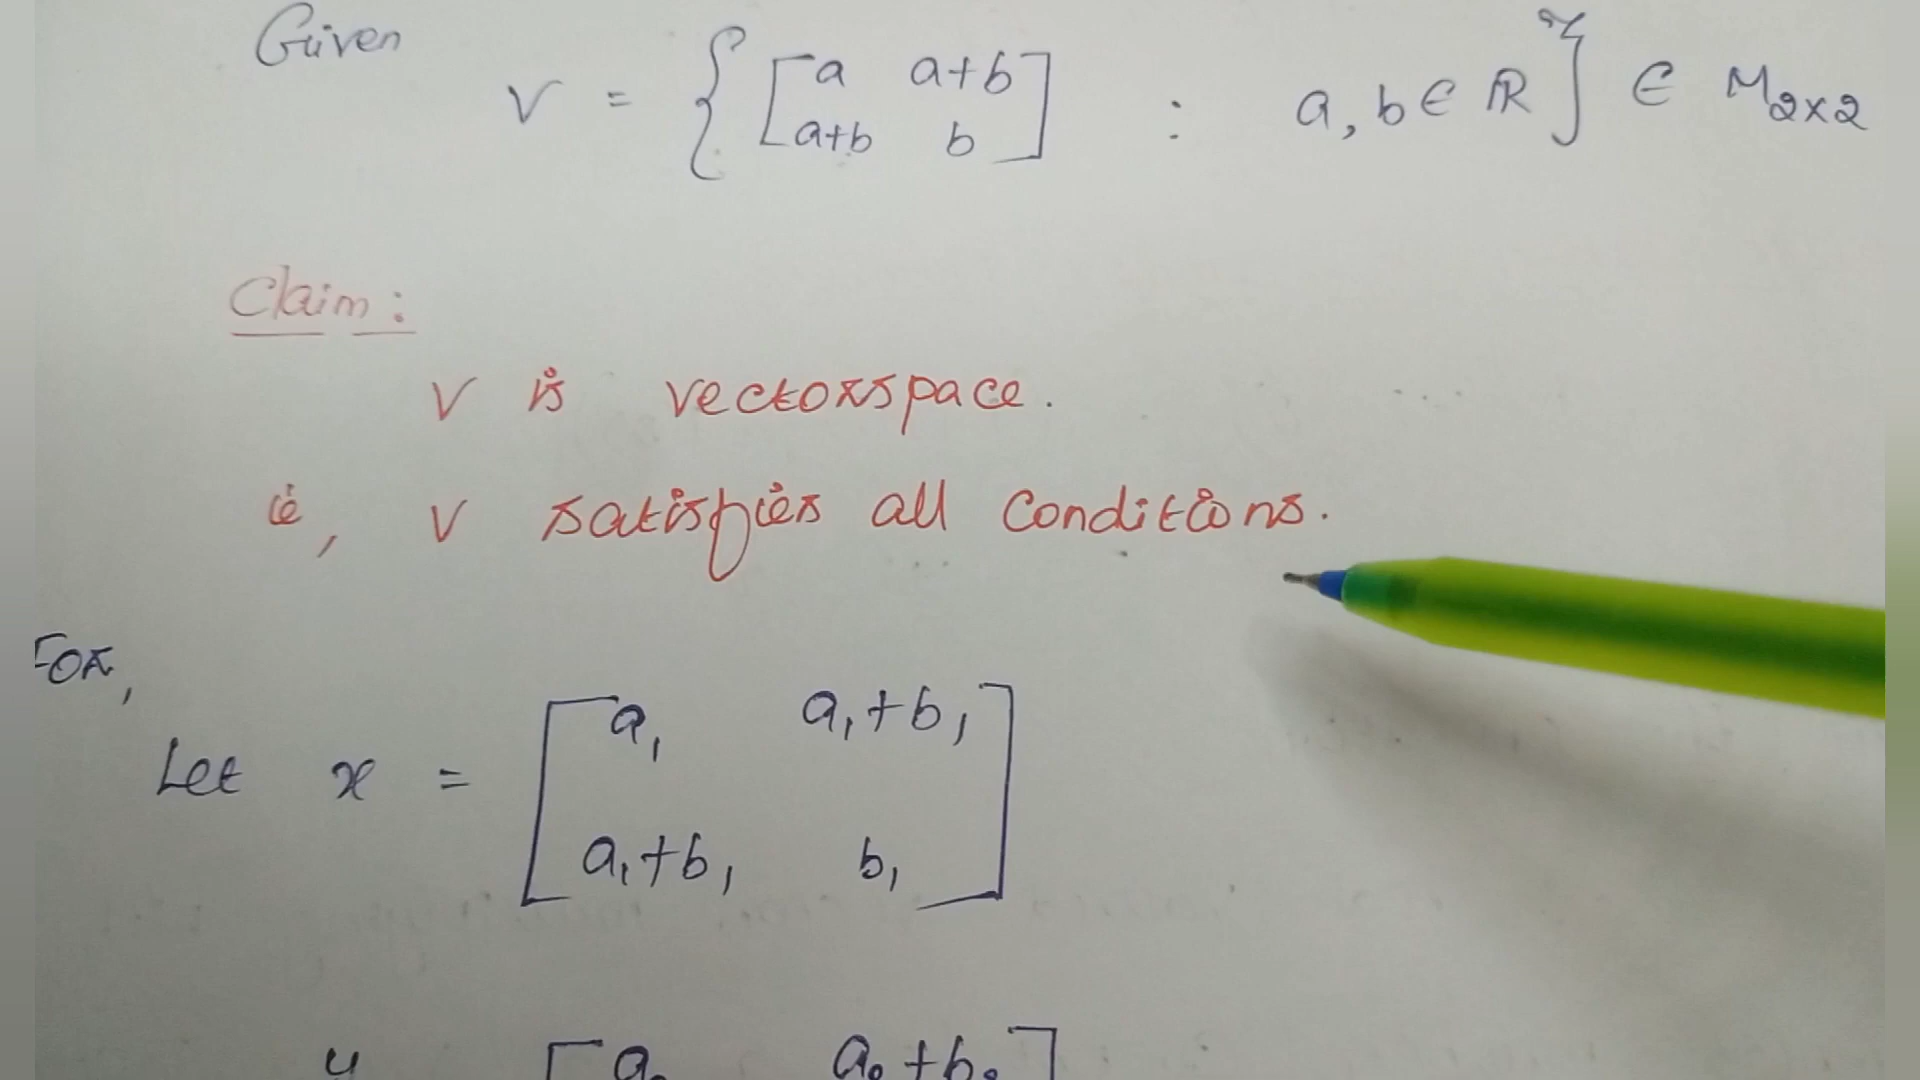 Given
V = { [ a a+b
a+b b ] : a, b ∈ ℝ } ∈ M₂ₓ₂
Claim:
V is vectorspace.
ie, V satisfies all conditions.
For,
Let x = [ a₁ a₁+b₁
a₁+b₁ b₁ ]